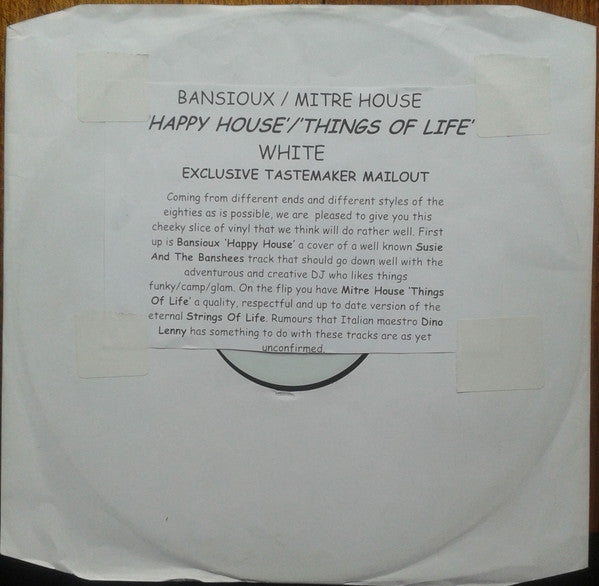 BANSIOUX / MITRE HOUSE
'HAPPY HOUSE'/'THINGS OF LIFE'
WHITE
EXCLUSIVE TASTEMAKER MAILOUT
Coming from different ends and different styles of the
eighties as is possible, we are pleased to give you this
cheeky slice of vinyl that we think will do rather well. First
up is Bansioux 'Happy House' a cover of a well known Susie
And The Banshees track that should go down well with the
adventurous and creative DJ who likes things
funky/camp/glam. On the flip you have Mitre House 'Things
Of Life' a quality, respectful and up to date version of the
eternal Strings Of Life. Rumours that Italian maestro Dino
Lenny has something to do with these tracks are as yet
unconfirmed.